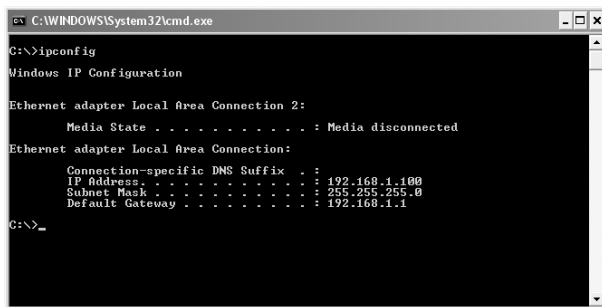 C:\WINDOWS\System32\cmd.exe
C:\>ipconfig
Windows IP Configuration
Ethernet adapter Local Area Connection 2:
Media State . . . . . . . . . . . : Media disconnected
Ethernet adapter Local Area Connection:
Connection-specific DNS Suffix . :
IP Address. . . . . . . . . . . . : 192.168.1.100
Subnet Mask . . . . . . . . . . . : 255.255.255.0
Default Gateway . . . . . . . . . : 192.168.1.1
C:\>_